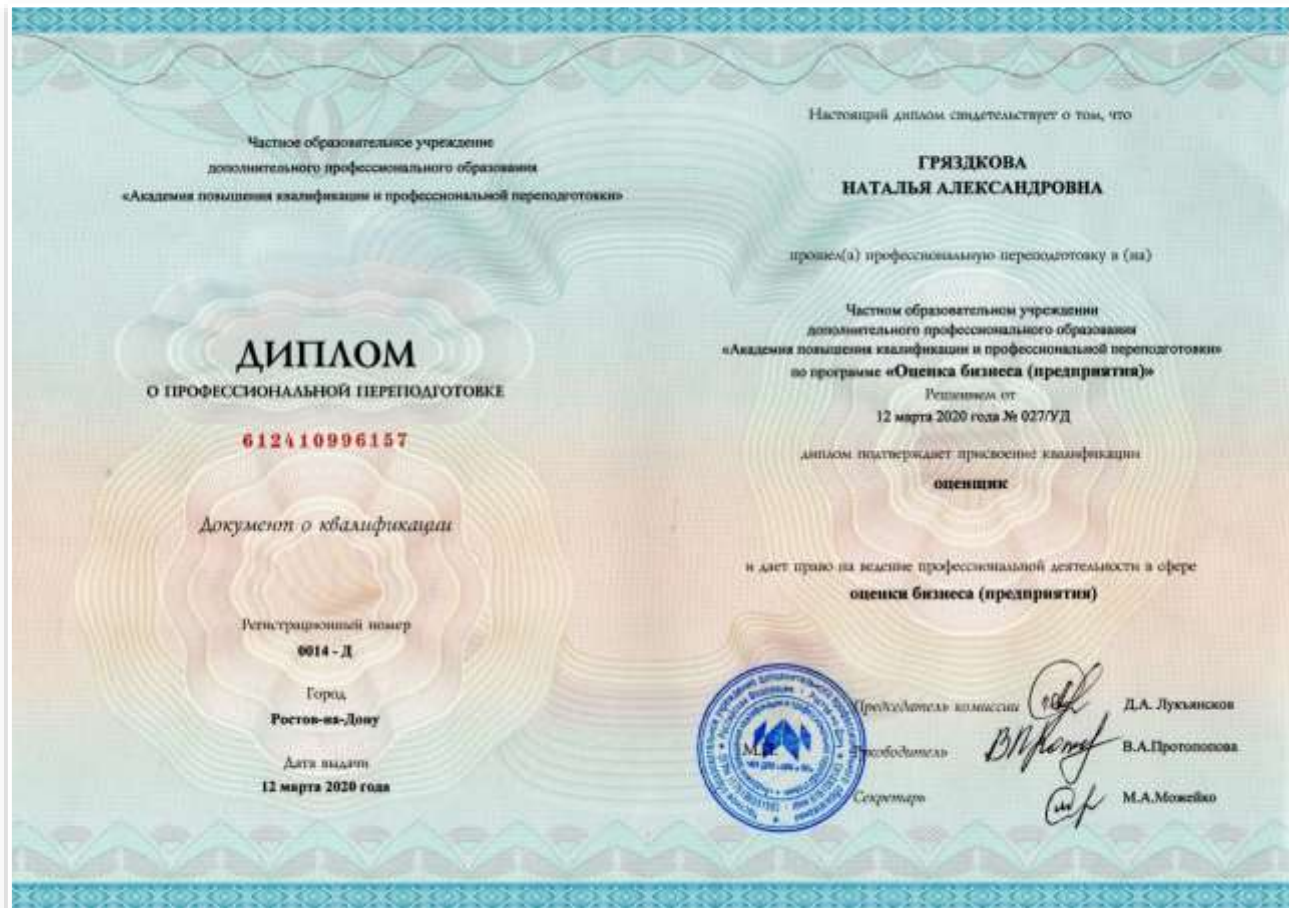 Частное образовательное учреждение
дополнительного профессионального образования
«Академия повышения квалификации и профессиональной переподготовки»
ДИПЛОМ
О ПРОФЕССИОНАЛЬНОЙ ПЕРЕПОДГОТОВКЕ
612410996157
Документ о квалификации
Регистрационный номер
0014 - Д
Город
Ростов-на-Дону
Дата выдачи
12 марта 2020 года
Настоящий диплом свидетельствует о том, что
ГРЯЗДКОВА
НАТАЛЬЯ АЛЕКСАНДРОВНА
прошел(а) профессиональную переподготовку в (на)
Частном образовательном учреждении
дополнительного профессионального образования
«Академия повышения квалификации и профессиональной переподготовки»
по программе «Оценка бизнеса (предприятия)»
Решением от
12 марта 2020 года № 027/УД
диплом подтверждает присвоение квалификации
оценщик
и дает право на ведение профессиональной деятельности в сфере
оценки бизнеса (предприятия)
Председатель комиссии Д.А. Лукьянсков
Руководитель В.А.Протопопова
Секретарь М.А.Можейко